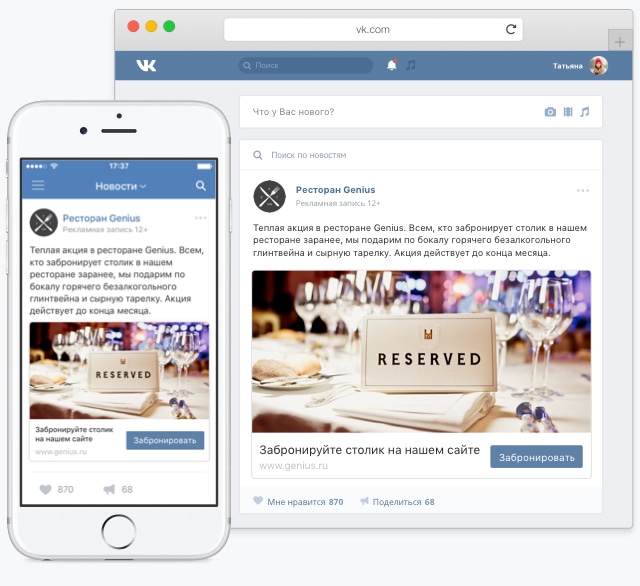 vk.com
Поиск
Татьяна
Что у Вас нового?
Поиск по новостям
Ресторан Genius
Рекламная запись 12+
Теплая акция в ресторане Genius. Всем, кто забронирует столик в нашем
ресторане заранее, мы подарим по бокалу горячего безалкогольного
глинтвейна и сырную тарелку. Акция действует до конца месяца.
RESERVED
Забронируйте столик на нашем сайте
www.genius.ru
Забронировать
Мне нравится 870 Поделиться 68
17:37
Новости
Ресторан Genius
Рекламная запись 12+
Теплая акция в ресторане Genius. Всем,
кто забронирует столик в нашем
ресторане заранее, мы подарим по
бокалу горячего безалкогольного
глинтвейна и сырную тарелку. Акция
действует до конца месяца.
RESERVED
Забронируйте столик
на нашем сайте
www.genius.ru
Забронировать
870 68